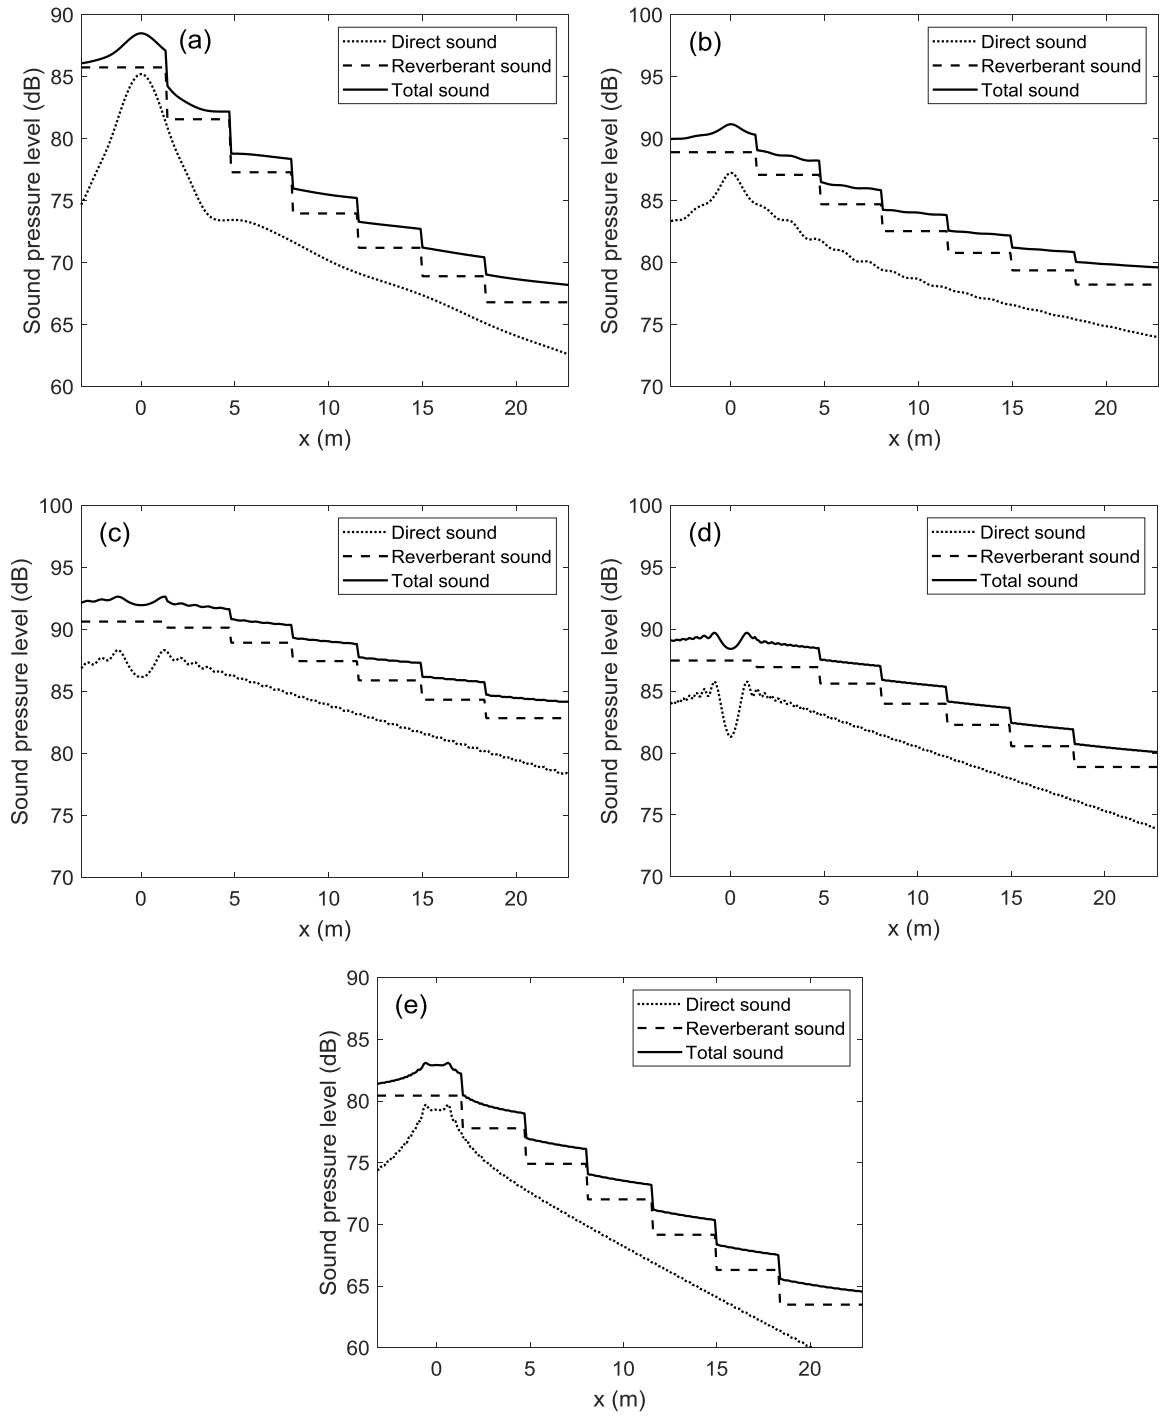 (a)
Direct sound
Reverberant sound
Total sound
90
85
80
75
70
65
60
Sound pressure level (dB)
0 5 10 15 20
x (m)
(b)
Direct sound
Reverberant sound
Total sound
100
95
90
85
80
75
70
Sound pressure level (dB)
0 5 10 15 20
x (m)
(c)
Direct sound
Reverberant sound
Total sound
100
95
90
85
80
75
70
Sound pressure level (dB)
0 5 10 15 20
x (m)
(d)
Direct sound
Reverberant sound
Total sound
100
95
90
85
80
75
70
Sound pressure level (dB)
0 5 10 15 20
x (m)
(e)
Direct sound
Reverberant sound
Total sound
90
85
80
75
70
65
60
Sound pressure level (dB)
0 5 10 15 20
x (m)